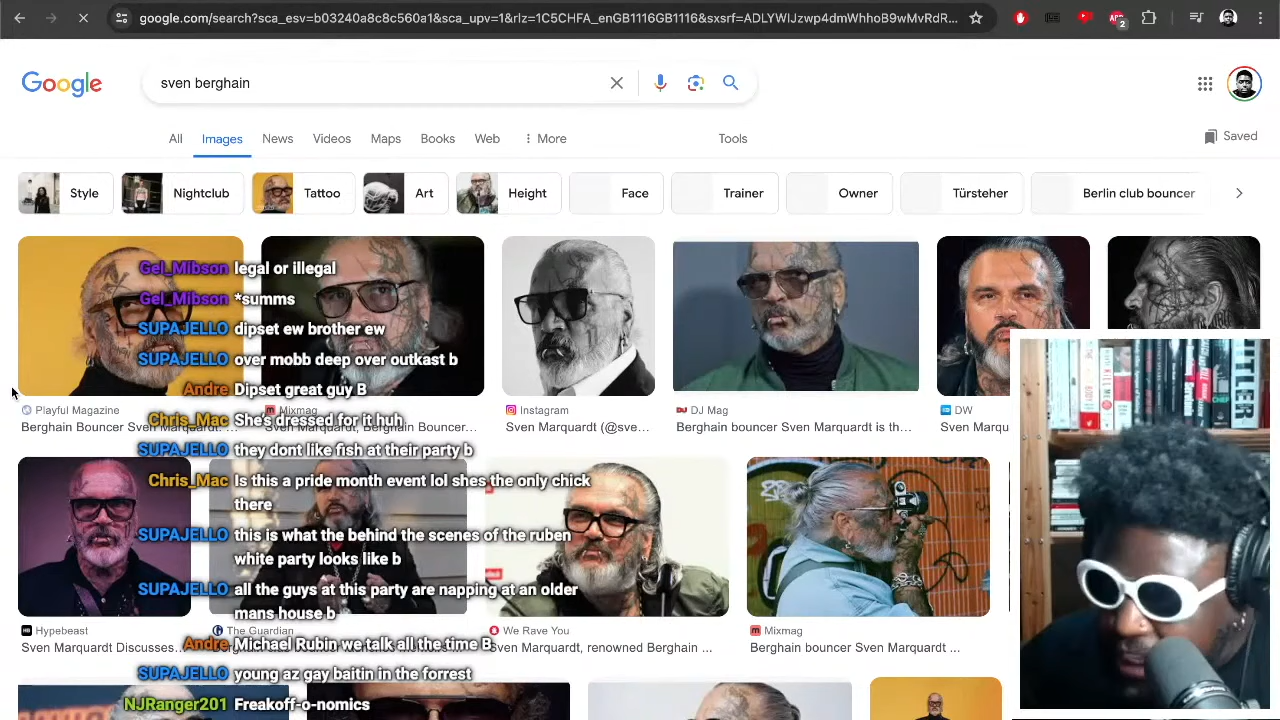 google.com/search?sca_esv=b03240a8c8c560a1&sca_upv=1&rlz=1C5CHFA_enGB1116GB1116&sxsrf=ADLYWIJzwp4dmWhhoB9wMvRdR...
2
Google
sven berghain
All Images News Videos Maps Books Web More Tools
Saved
Style Nightclub Tattoo Art Height Face Trainer Owner Türsteher Berlin club bouncer
Gel_Mibson legal or illegal
Gel_Mibson *summs
SUPAJELLO dipset ew brother ew
SUPAJELLO over mobb deep over outkast b
Andre Dipset great guy B
Playful Magazine Mixmag Instagram DJ Mag DW
Chris_Mac She's dressed for it huh
Berghain Bouncer Sven Marquardt Sven Marquardt, Berghain Bouncer... Sven Marquardt (@sve... Berghain bouncer Sven Marquardt is th... Sven Marqu
SUPAJELLO they dont like fish at their party b
Chris_Mac Is this a pride month event lol shes the only chick
there
SUPAJELLO this is what the behind the scenes of the ruben
white party looks like b
SUPAJELLO all the guys at this party are napping at an older
mans house b
Hypebeast The Guardian We Rave You Mixmag
Andre Michael Rubin we talk all the time B
Sven Marquardt Discusses... Sven Marquardt, renowned Berghain ... Berghain bouncer Sven Marquardt ...
SUPAJELLO young az gay baitin in the forrest
NJRanger201 Freakoff-o-nomics
HITLER